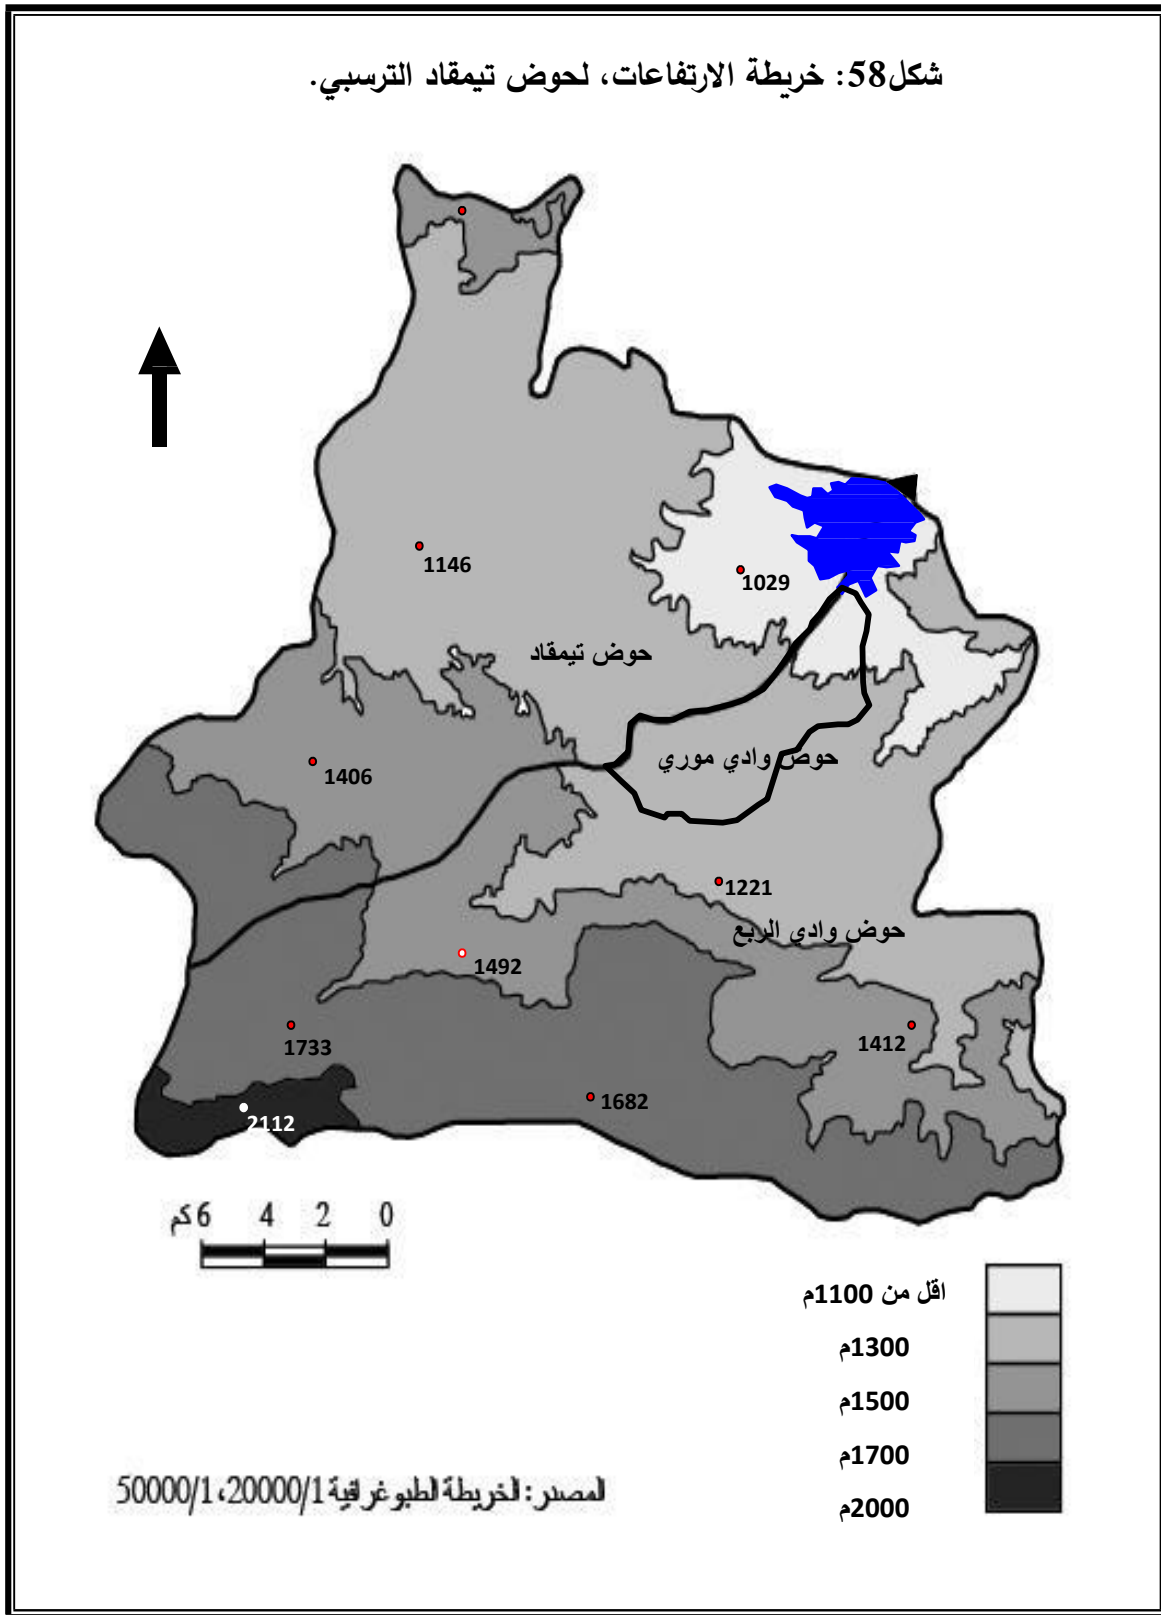 شكل58: خريطة الارتفاعات، لحوض تيمقاد الترسبي.
1146
1029
حوض تيمقاد
حوض وادي موري
1406
1221
حوض وادي الربع
1492
1733
1412
1682
2112
0 2 4 6 كم
اقل من 1100م
1300م
1500م
1700م
2000م
المصدر: الخريطة الطبوغرافية 20000/1، 50000/1